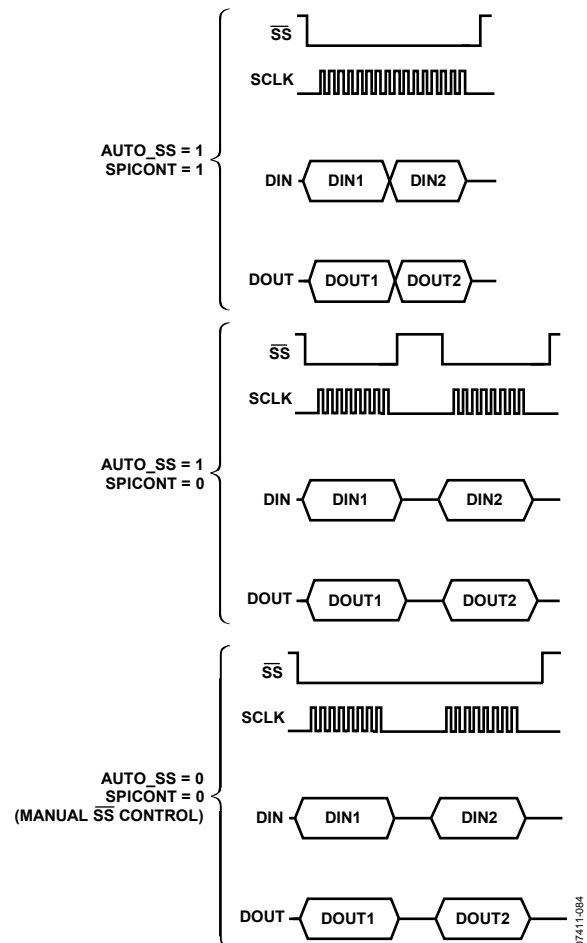 SS
SCLK
AUTO_SS = 1
SPICONT = 1
DIN DIN1 DIN2
DOUT DOUT1 DOUT2
SS
SCLK
AUTO_SS = 1
SPICONT = 0
DIN DIN1 DIN2
DOUT DOUT1 DOUT2
SS
SCLK
AUTO_SS = 0
SPICONT = 0
(MANUAL SS CONTROL)
DIN DIN1 DIN2
DOUT DOUT1 DOUT2